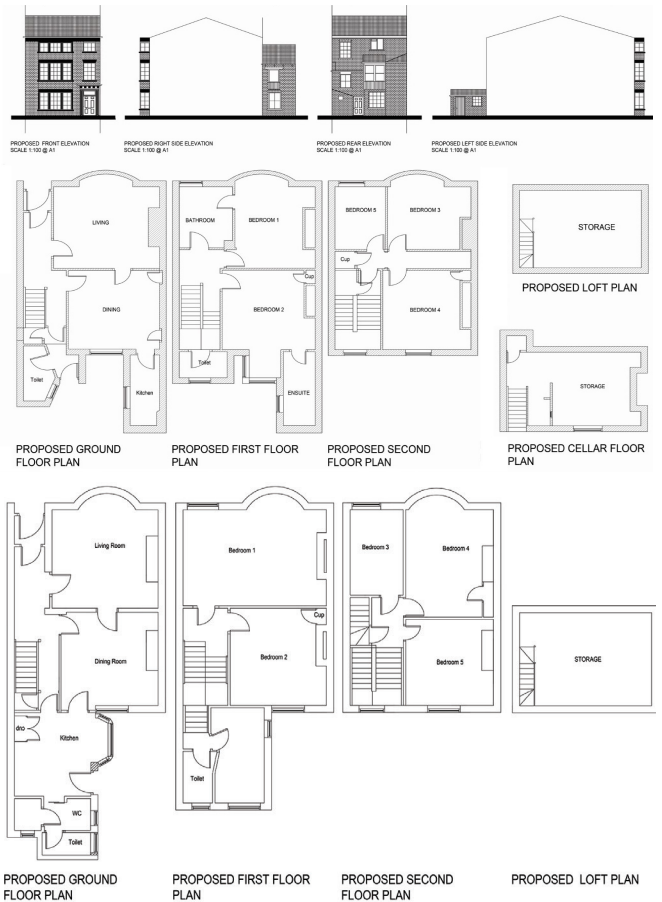 PROPOSED FRONT ELEVATION
SCALE 1:100 @ A1
PROPOSED RIGHT SIDE ELEVATION
SCALE 1:100 @ A1
PROPOSED REAR ELEVATION
SCALE 1:100 @ A1
PROPOSED LEFT SIDE ELEVATION
SCALE 1:100 @ A1
LIVING
DINING
Toilet
Kitchen
PROPOSED GROUND
FLOOR PLAN
BATHROOM
BEDROOM 1
Cup
BEDROOM 2
Toilet
ENSUITE
PROPOSED FIRST FLOOR
PLAN
BEDROOM 5
BEDROOM 3
Cup
BEDROOM 4
PROPOSED SECOND
FLOOR PLAN
STORAGE
PROPOSED LOFT PLAN
STORAGE
PROPOSED CELLAR FLOOR
PLAN
Living Room
Dining Room
dno
Kitchen
WC
Toilet
PROPOSED GROUND
FLOOR PLAN
Bedroom 1
Cup
Bedroom 2
Toilet
PROPOSED FIRST FLOOR
PLAN
Bedroom 3
Bedroom 4
Bedroom 5
PROPOSED SECOND
FLOOR PLAN
STORAGE
PROPOSED LOFT PLAN